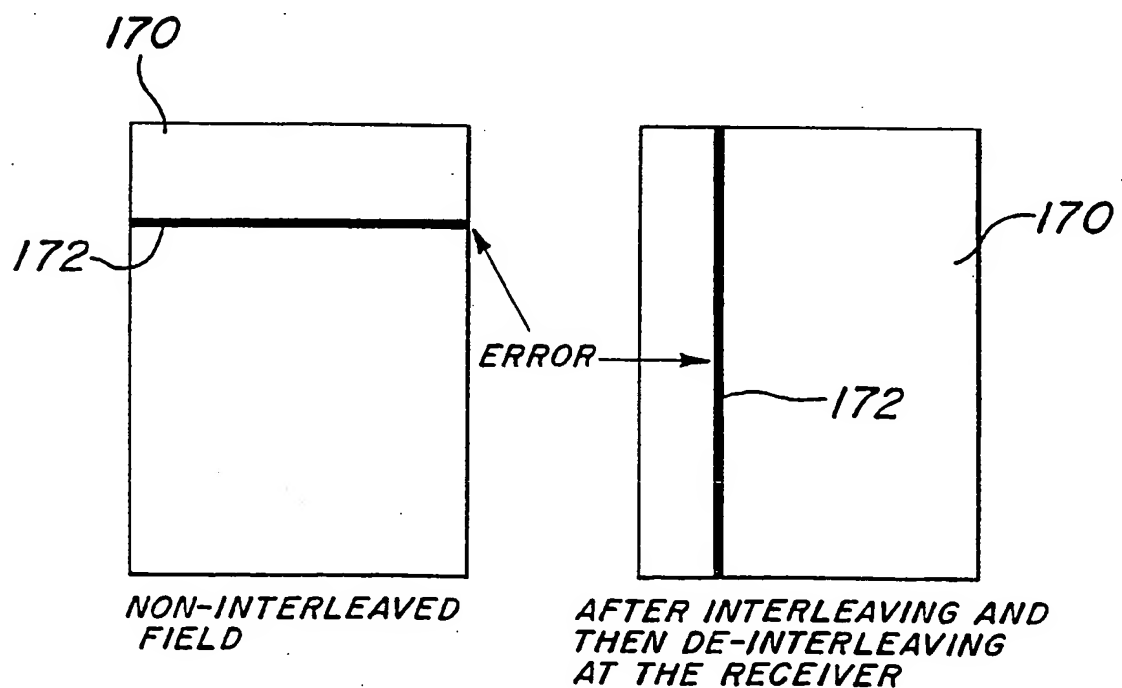 170
172
ERROR
170
172
NON-INTERLEAVED
FIELD
AFTER INTERLEAVING AND
THEN DE-INTERLEAVING
AT THE RECEIVER